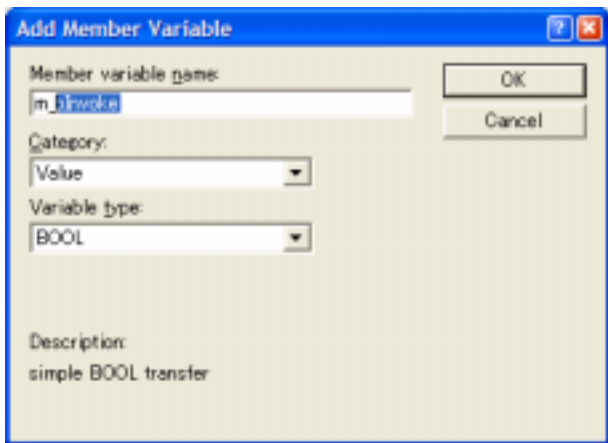 Add Member Variable
Member variable name:
OK
Cancel
Category:
Value
Variable type:
BOOL
Description:
simple BOOL transfer